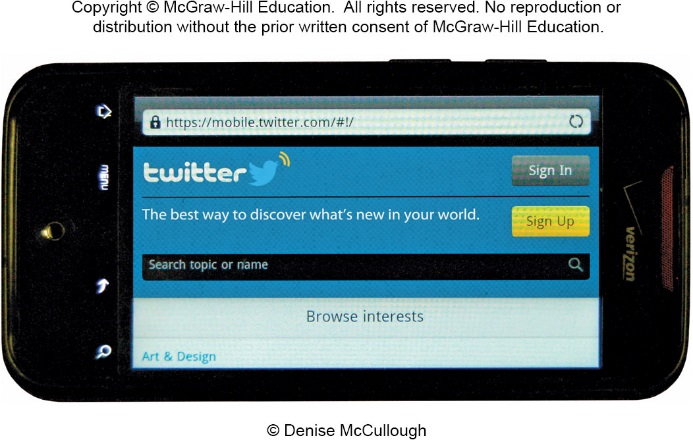 Copyright © McGraw-Hill Education. All rights reserved. No reproduction or
distribution without the prior written consent of McGraw-Hill Education.
https://mobile.twitter.com/#!/
twitter
Sign In
The best way to discover what's new in your world.
Sign Up
Search topic or name
Browse interests
Art & Design
menu
verizon
© Denise McCullough